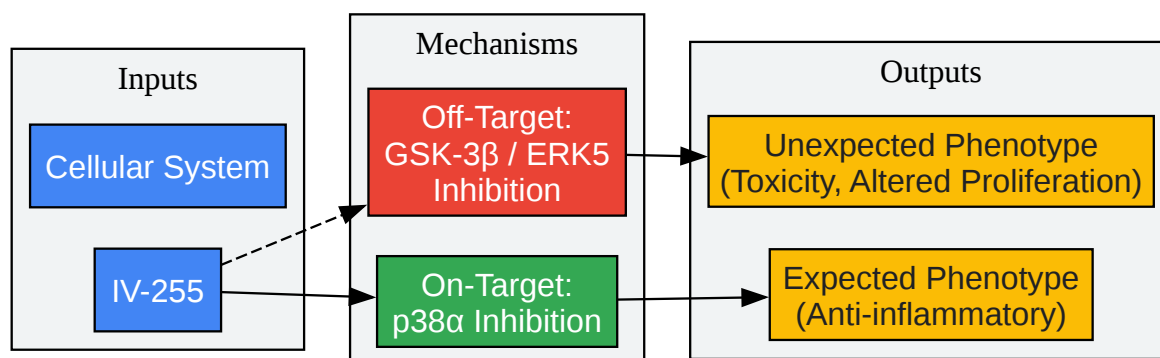 Inputs
Cellular System
IV-255
Mechanisms
Off-Target:
GSK-3β / ERK5
Inhibition
On-Target:
p38α Inhibition
Outputs
Unexpected Phenotype
(Toxicity, Altered Proliferation)
Expected Phenotype
(Anti-inflammatory)